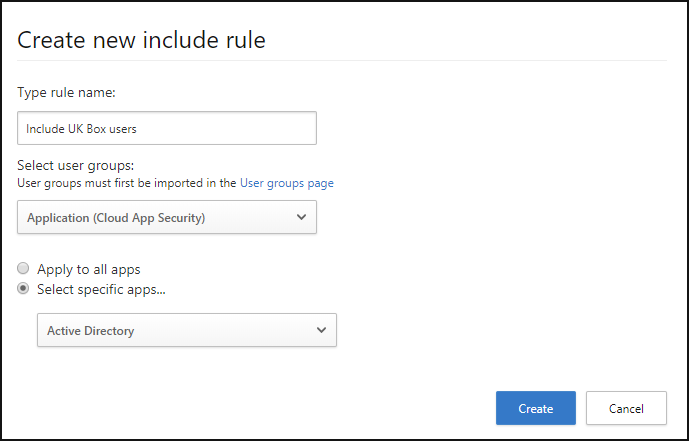 Create new include rule
Type rule name:
Include UK Box users
Select user groups:
User groups must first be imported in the User groups page
Application (Cloud App Security)
Apply to all apps
Select specific apps...
Active Directory
Create
Cancel